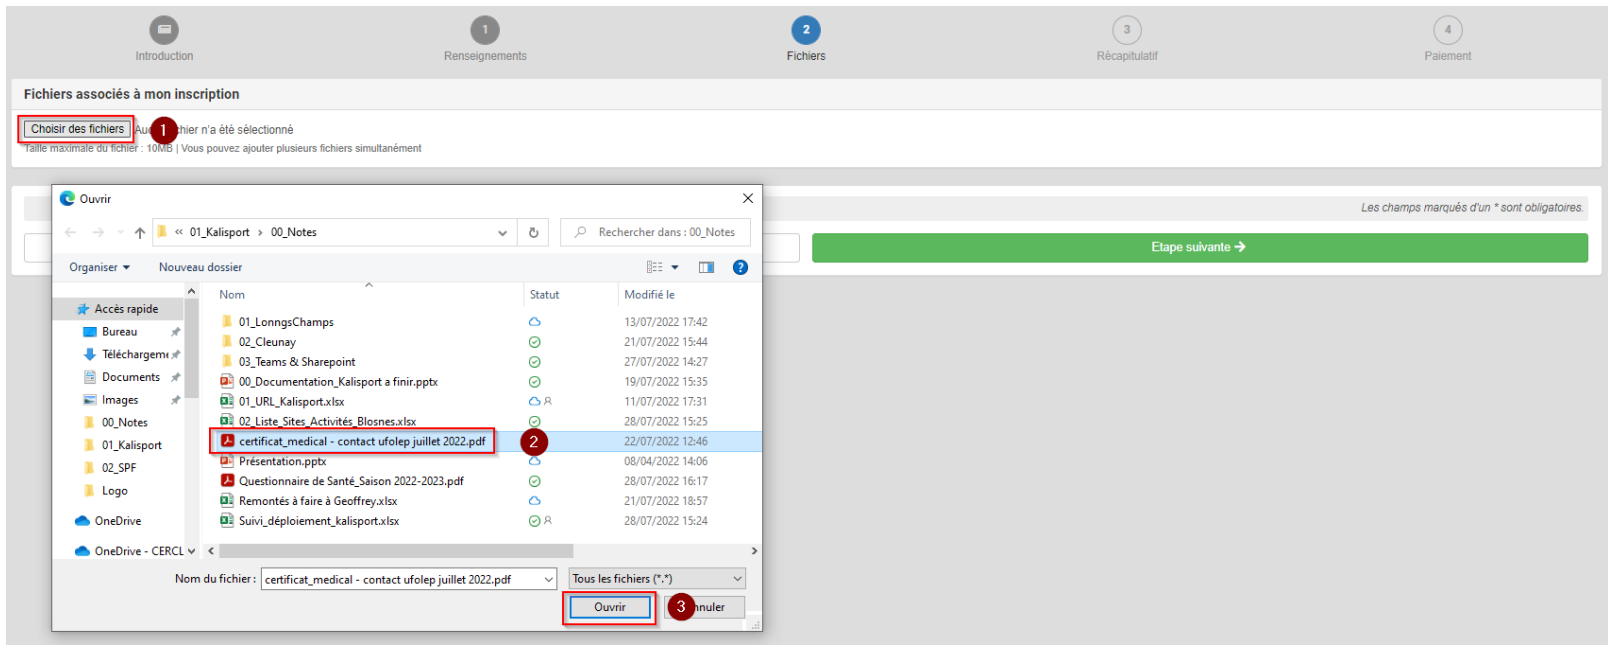 1
2
3
4
Introduction
Renseignements
Fichiers
Récapitulatif
Paiement
Fichiers associés à mon inscription
Choisir des fichiers
1
hier n'a été sélectionné
Taille maximale du fichier : 10MB | Vous pouvez ajouter plusieurs fichiers simultanément
Les champs marqués d'un * sont obligatoires.
Etape suivante →
Ouvrir
« 01_Kalisport > 00_Notes
Rechercher dans : 00_Notes
Organiser
Nouveau dossier
?
Nom
Statut
Modifié le
Accès rapide
Bureau
Téléchargeme
Documents
Images
00_Notes
01_Kalisport
02_SPF
Logo
OneDrive
OneDrive - CERCL
01_LonngsChamps 13/07/2022 17:42
02_Cleunay 21/07/2022 15:44
03_Teams & Sharepoint 27/07/2022 14:27
00_Documentation_Kalisport a finir.pptx 19/07/2022 15:35
01_URL_Kalisport.xlsx 11/07/2022 17:31
02_Liste_Sites_Activités_Blosnes.xlsx 28/07/2022 15:25
certificat_medical - contact ufolep juillet 2022.pdf 2 22/07/2022 12:46
Présentation.pptx 08/04/2022 14:06
Questionnaire de Santé_Saison 2022-2023.pdf 28/07/2022 16:17
Remontés à faire à Geoffrey.xlsx 21/07/2022 18:57
Suivi_déploiement_kalisport.xlsx 28/07/2022 15:24
Nom du fichier : certificat_medical - contact ufolep juillet 2022.pdf
Tous les fichiers (*.*)
Ouvrir
3
nnuler